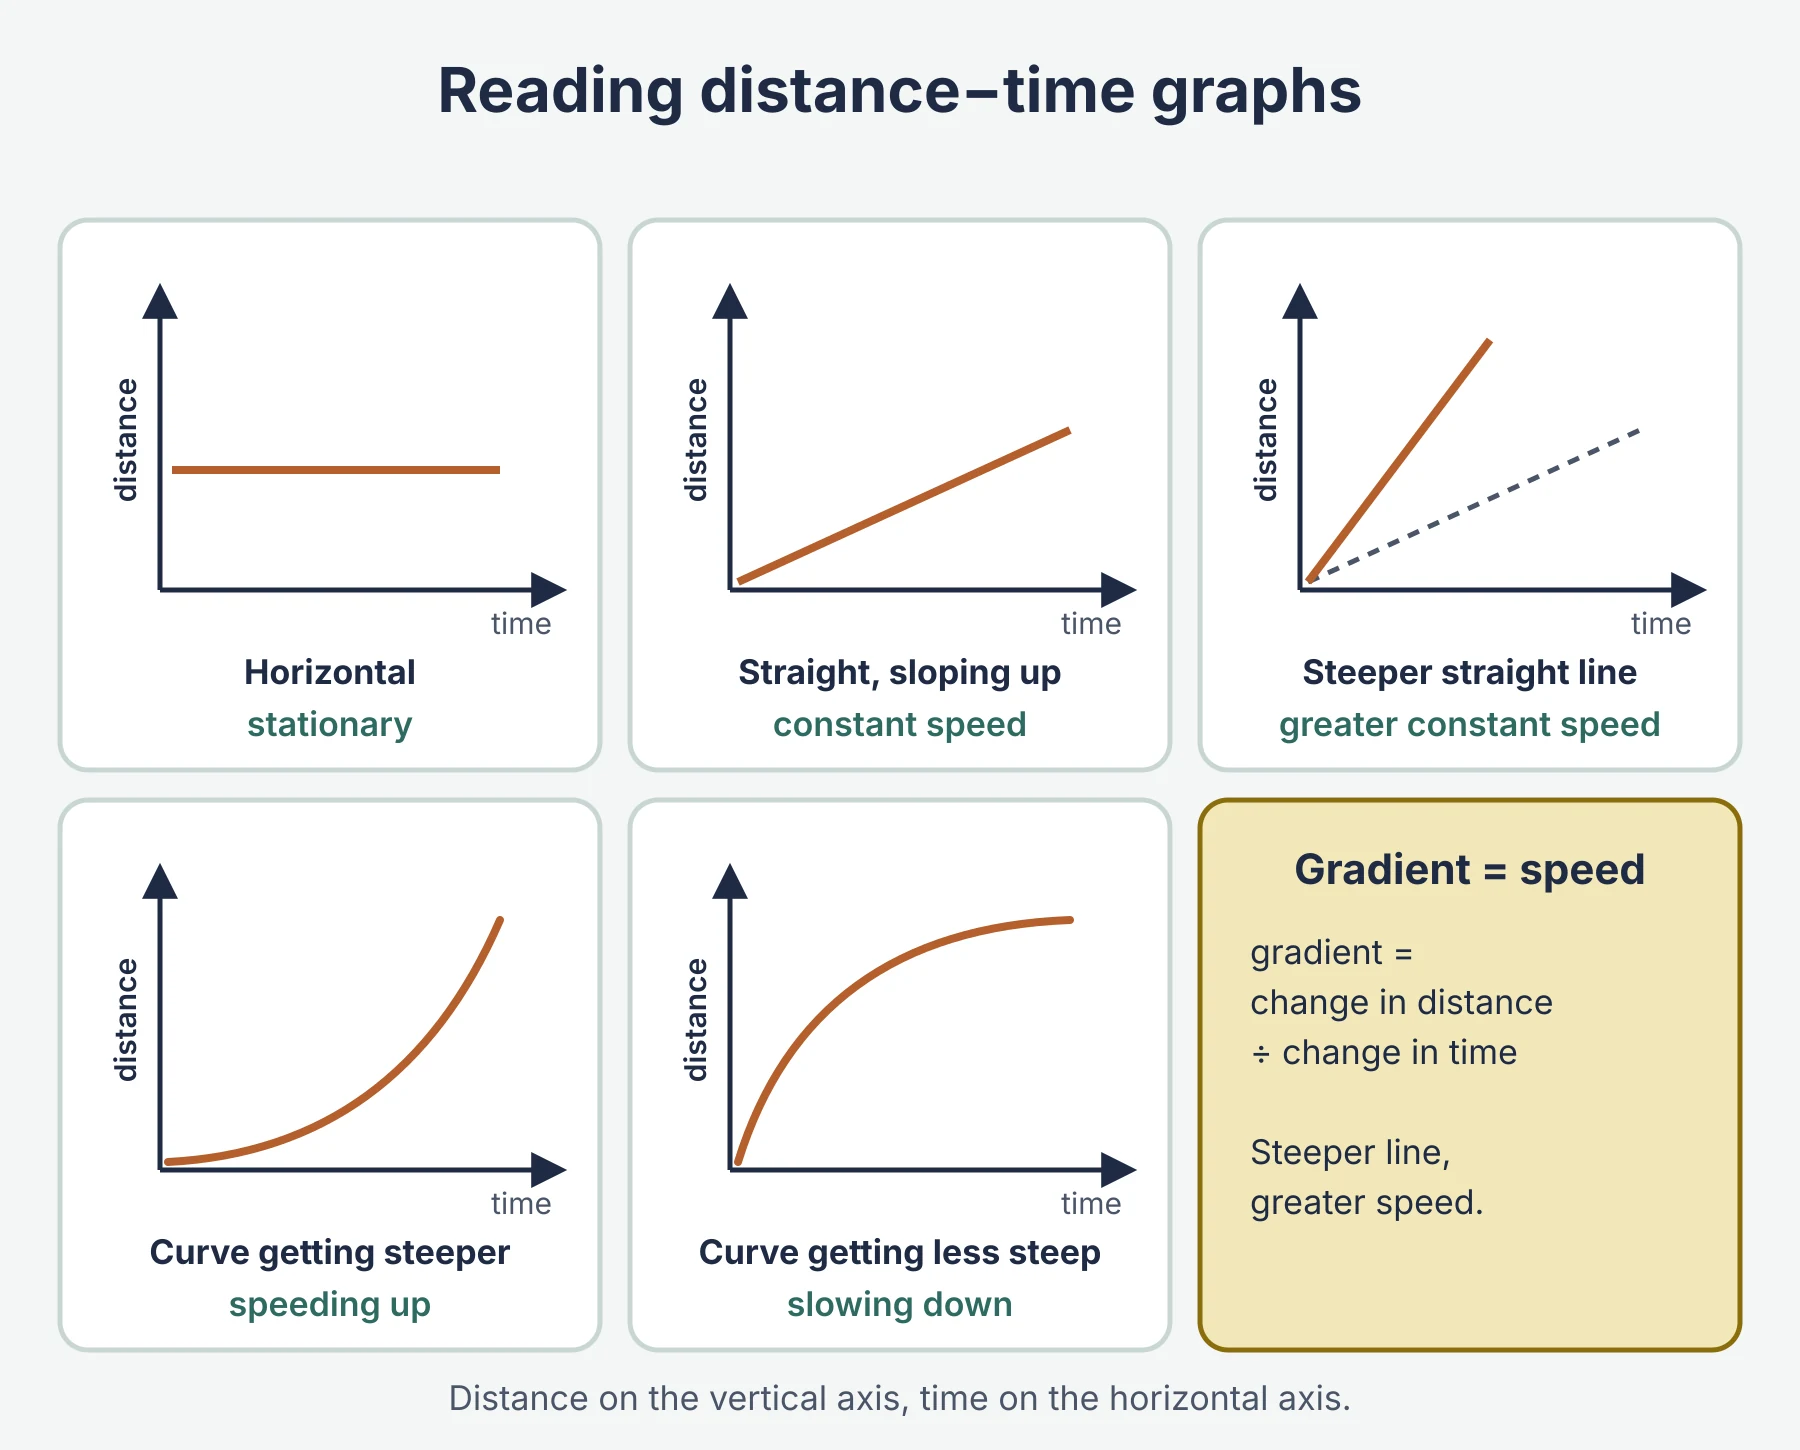 Reading distance–time graphs
distance
time
Horizontal
stationary
distance
time
Straight, sloping up
constant speed
distance
time
Steeper straight line
greater constant speed
distance
time
Curve getting steeper
speeding up
distance
time
Curve getting less steep
slowing down
Gradient = speed
gradient =
change in distance
÷ change in time
Steeper line,
greater speed.
Distance on the vertical axis, time on the horizontal axis.